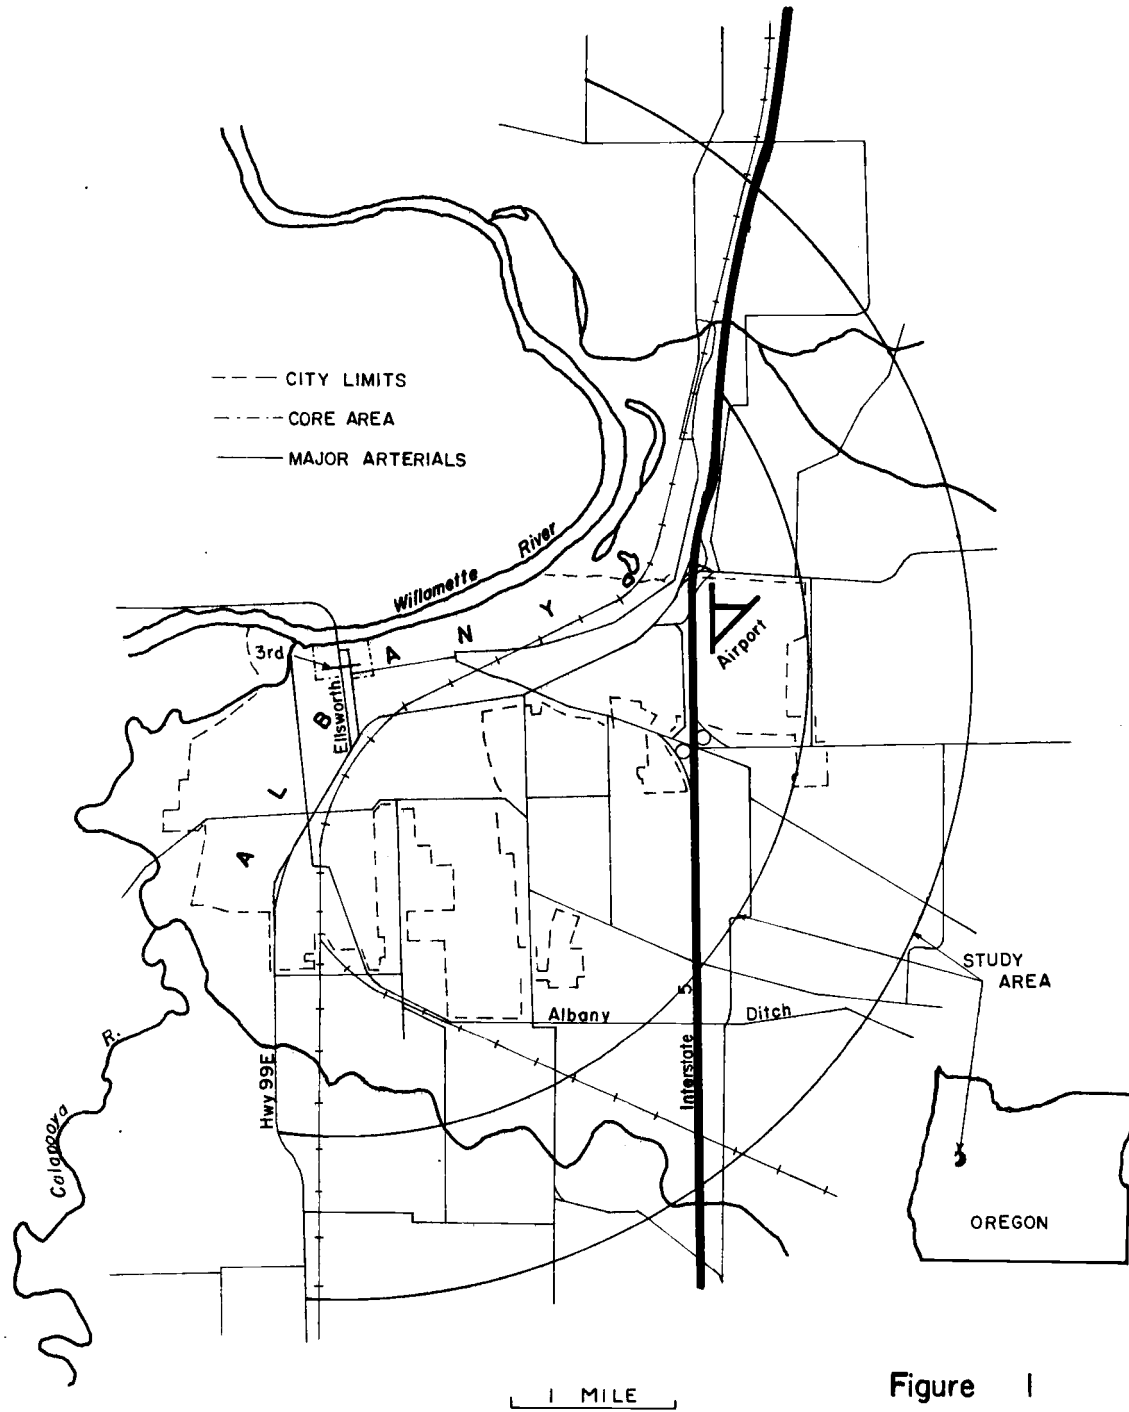 CITY LIMITS
CORE AREA
MAJOR ARTERIALS
Willamette River
3rd
Ellsworth
ALBANY
Airport
STUDY
AREA
Albany Ditch
Interstate 5
Hwy 99E
Calapooya R.
OREGON
1 MILE
Figure 1